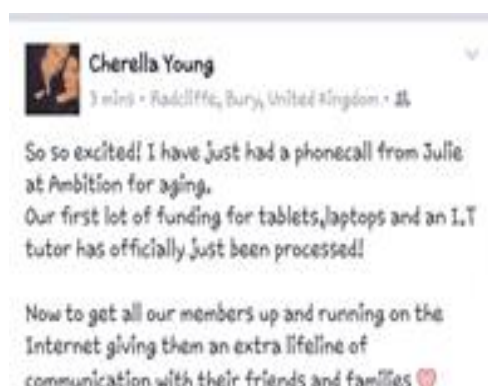 Cherella Young
3 mins • Radcliffe, Bury, United Kingdom •
So so excited! I have just had a phonecall from Julie
at Ambition for aging.
Our first lot of funding for tablets,laptops and an I.T
tutor has officially just been processed!
Now to get all our members up and running on the
Internet giving them an extra lifeline of
communication with their friends and families